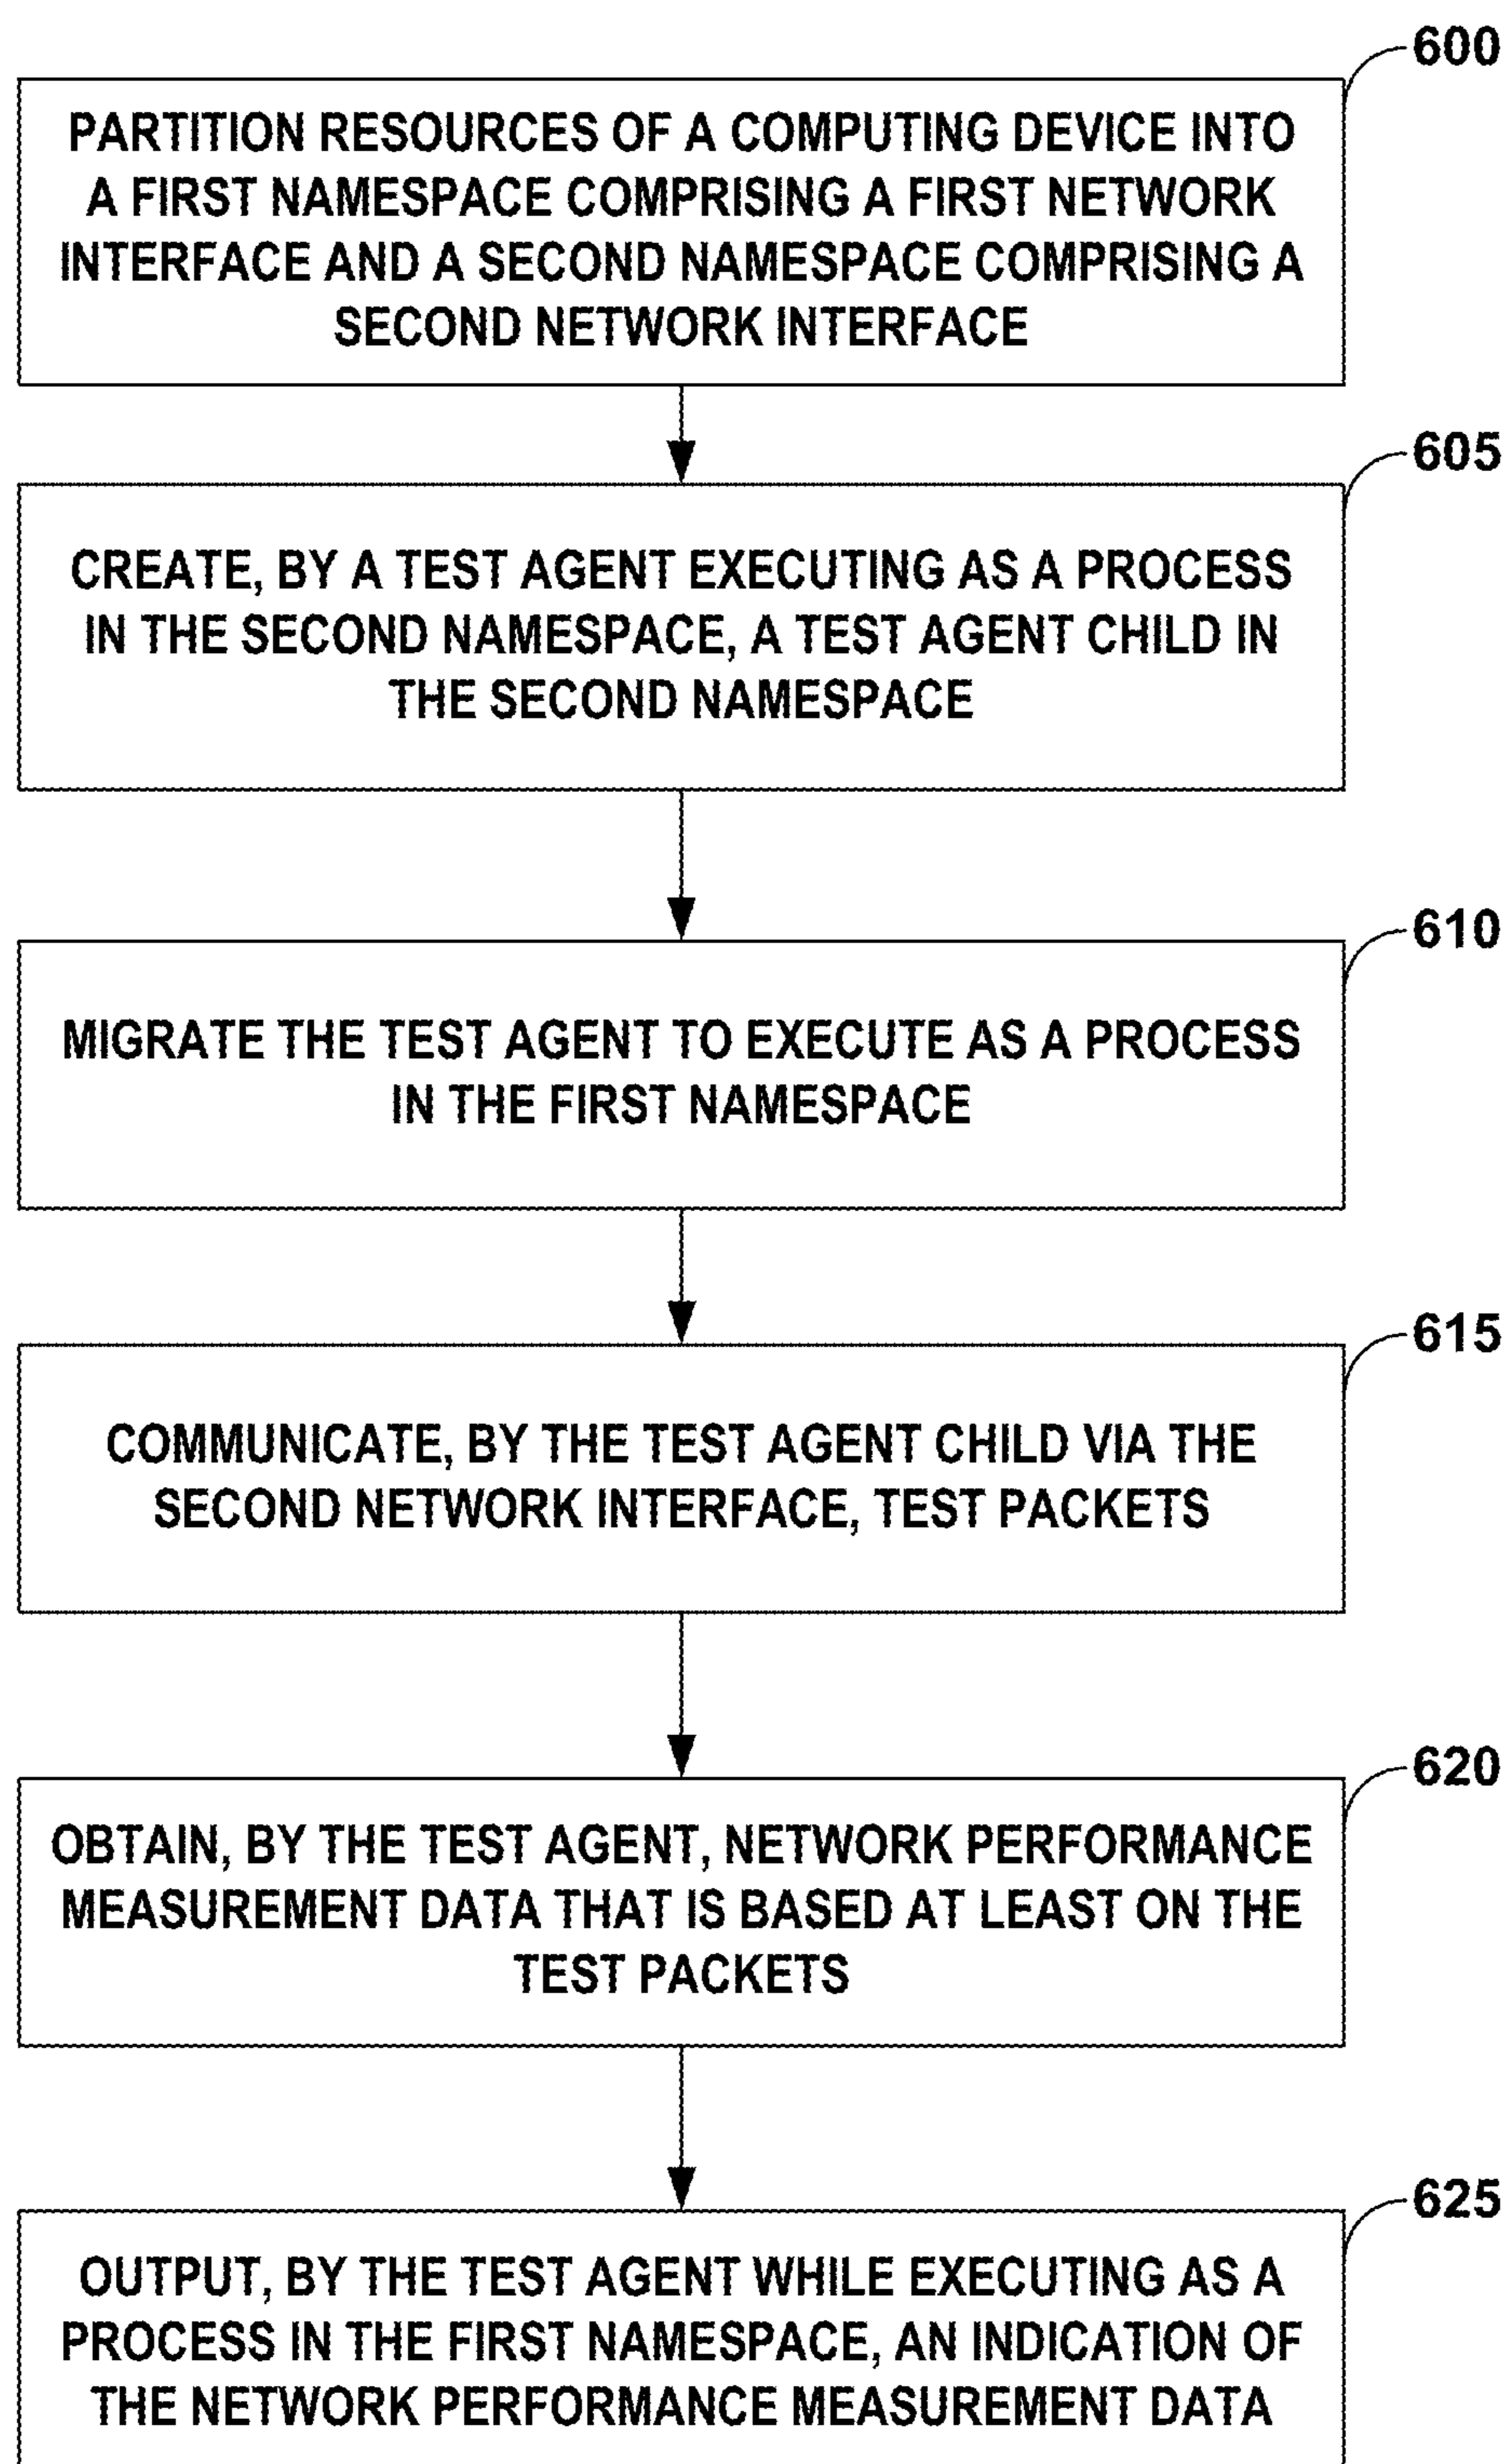 600
PARTITION RESOURCES OF A COMPUTING DEVICE INTO
A FIRST NAMESPACE COMPRISING A FIRST NETWORK
INTERFACE AND A SECOND NAMESPACE COMPRISING A
SECOND NETWORK INTERFACE
605
CREATE, BY A TEST AGENT EXECUTING AS A PROCESS
IN THE SECOND NAMESPACE, A TEST AGENT CHILD IN
THE SECOND NAMESPACE
610
MIGRATE THE TEST AGENT TO EXECUTE AS A PROCESS
IN THE FIRST NAMESPACE
615
COMMUNICATE, BY THE TEST AGENT CHILD VIA THE
SECOND NETWORK INTERFACE, TEST PACKETS
620
OBTAIN, BY THE TEST AGENT, NETWORK PERFORMANCE
MEASUREMENT DATA THAT IS BASED AT LEAST ON THE
TEST PACKETS
625
OUTPUT, BY THE TEST AGENT WHILE EXECUTING AS A
PROCESS IN THE FIRST NAMESPACE, AN INDICATION OF
THE NETWORK PERFORMANCE MEASUREMENT DATA